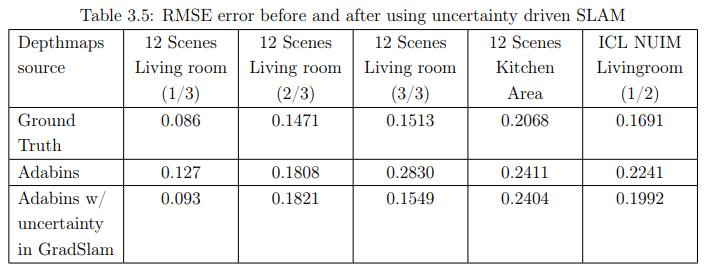 Table 3.5: RMSE error before and after using uncertainty driven SLAM
Depthmaps source | 12 Scenes Living room (1/3) | 12 Scenes Living room (2/3) | 12 Scenes Living room (3/3) | 12 Scenes Kitchen Area | ICL NUIM Livingroom (1/2)
Ground Truth | 0.086 | 0.1471 | 0.1513 | 0.2068 | 0.1691
Adabins | 0.127 | 0.1808 | 0.2830 | 0.2411 | 0.2241
Adabins w/ uncertainty in GradSlam | 0.093 | 0.1821 | 0.1549 | 0.2404 | 0.1992